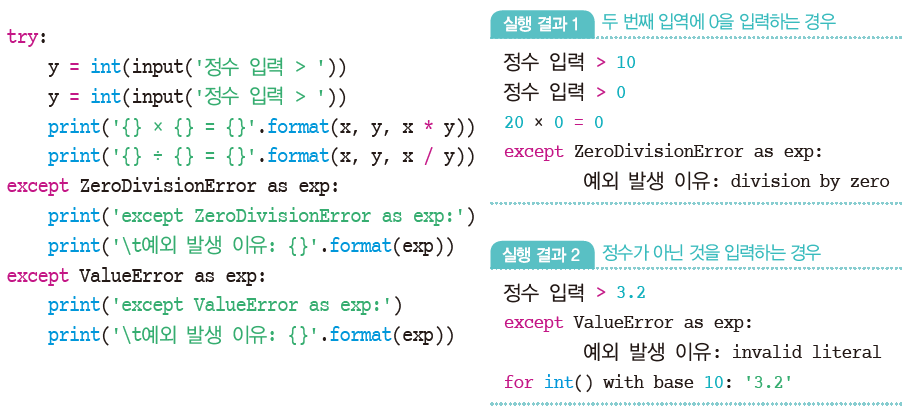 try:
    y = int(input('정수 입력 > '))
    y = int(input('정수 입력 > '))
    print('{} × {} = {}'.format(x, y, x * y))
    print('{} ÷ {} = {}'.format(x, y, x / y))
except ZeroDivisionError as exp:
    print('except ZeroDivisionError as exp:')
    print('\t예외 발생 이유: {}'.format(exp))
except ValueError as exp:
    print('except ValueError as exp:')
    print('\t예외 발생 이유: {}'.format(exp))
실행 결과 1 두 번째 입역에 0을 입력하는 경우
정수 입력 > 10
정수 입력 > 0
20 × 0 = 0
except ZeroDivisionError as exp:
        예외 발생 이유: division by zero
실행 결과 2 정수가 아닌 것을 입력하는 경우
정수 입력 > 3.2
except ValueError as exp:
        예외 발생 이유: invalid literal
for int() with base 10: '3.2'